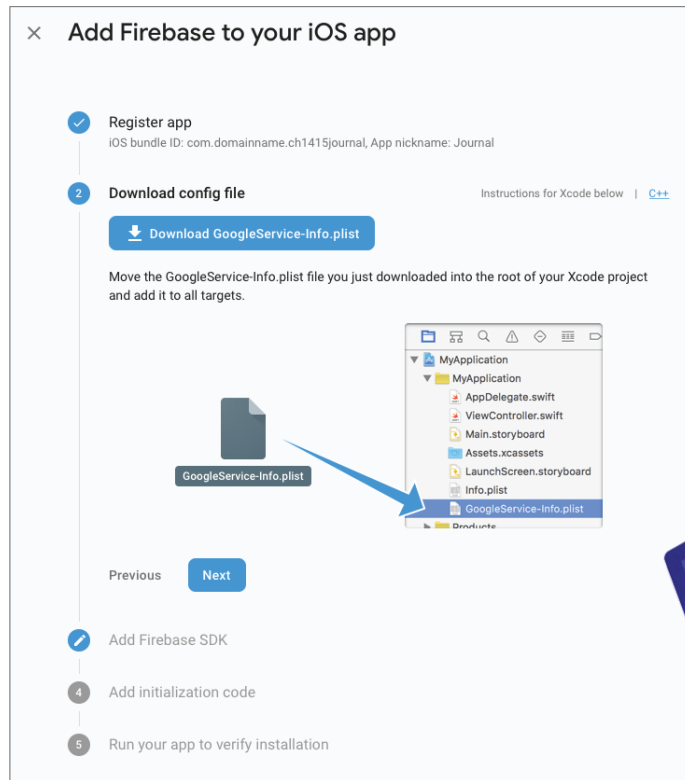 Add Firebase to your iOS app
Register app
iOS bundle ID: com.domainname.ch1415journal, App nickname: Journal
2
Download config file
Instructions for Xcode below | C++
Download GoogleService-Info.plist
Move the GoogleService-Info.plist file you just downloaded into the root of your Xcode project
and add it to all targets.
GoogleService-Info.plist
MyApplication
MyApplication
AppDelegate.swift
ViewController.swift
Main.storyboard
Assets.xcassets
LaunchScreen.storyboard
Info.plist
GoogleService-Info.plist
Products
Previous
Next
Add Firebase SDK
4
Add initialization code
5
Run your app to verify installation